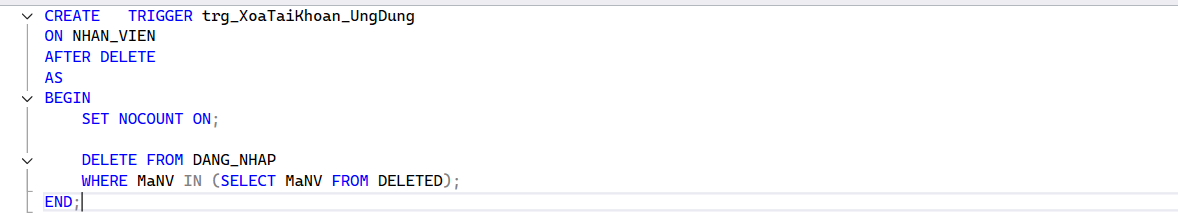 CREATE   TRIGGER trg_XoaTaiKhoan_UngDung
ON NHAN_VIEN
AFTER DELETE
AS
BEGIN
    SET NOCOUNT ON;
    DELETE FROM DANG_NHAP
    WHERE MaNV IN (SELECT MaNV FROM DELETED);
END;